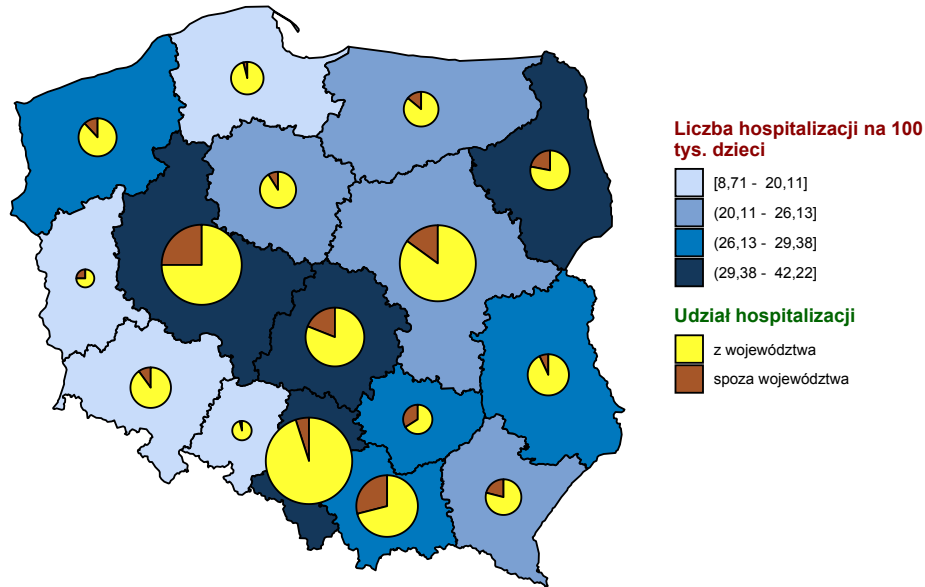 Liczba hospitalizacji na 100
tys. dzieci
[8,71 - 20,11]
(20,11 - 26,13]
(26,13 - 29,38]
(29,38 - 42,22]
Udział hospitalizacji
z województwa
spoza województwa